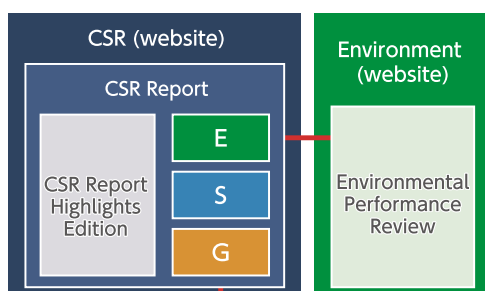 CSR (website)
CSR Report
CSR Report
Highlights
Edition
E
S
G
Environment
(website)
Environmental
Performance
Review